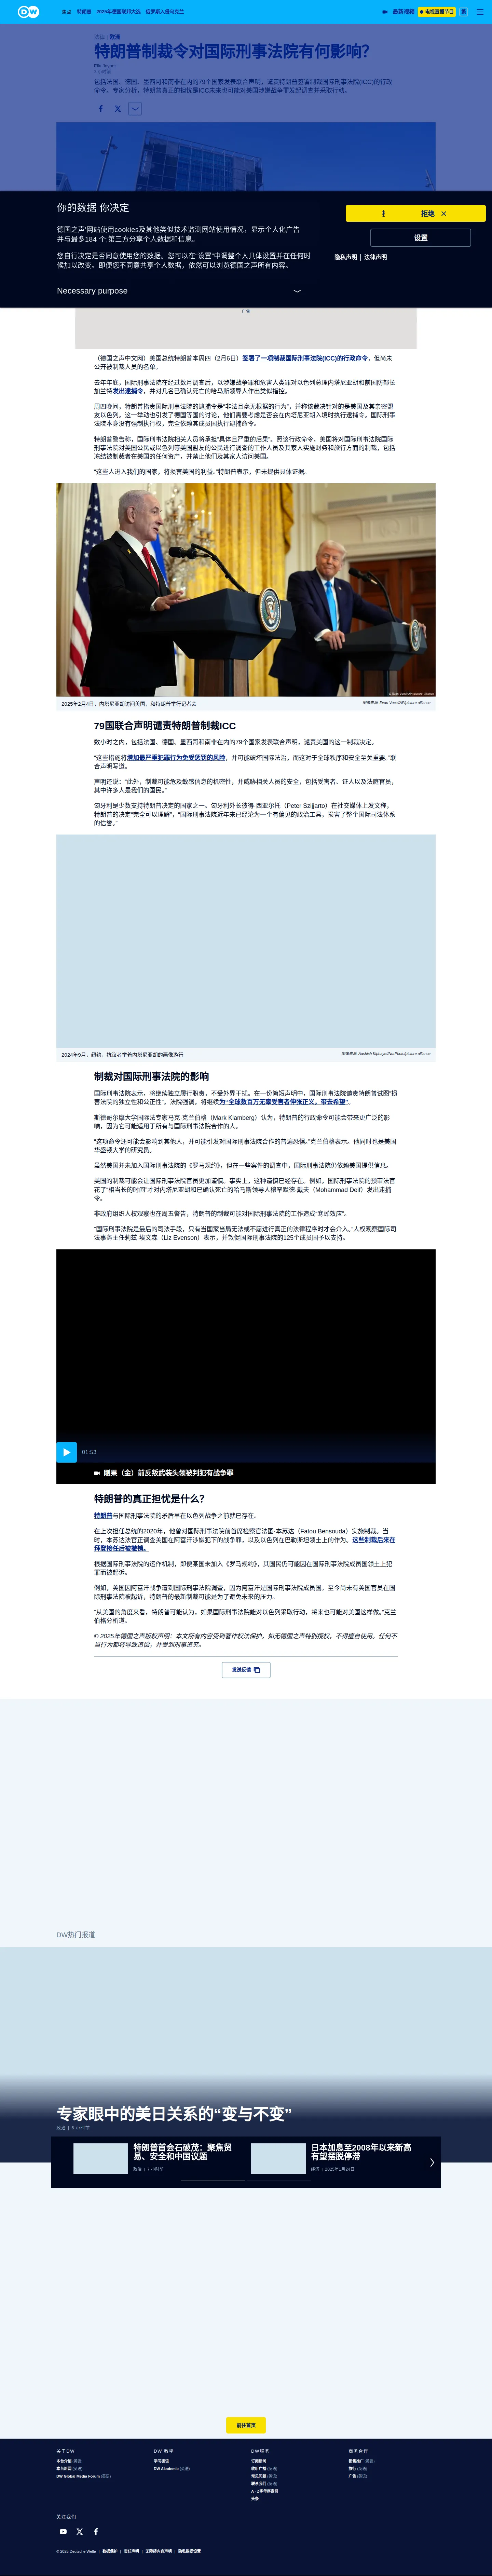 DW
焦点
特朗普
2025年德国联邦大选
俄罗斯入侵乌克兰
最新视频
电视直播节目
法律 | 欧洲
特朗普制裁令对国际刑事法院有何影响?
Ella Joyner
包括法国、德国、墨西哥和南非在内的79个国家发表联合声明，谴责特朗普签署制裁国际刑事法院(ICC)的行政命令。专家分析，特朗普真正的担忧是ICC未来也可能对美国涉嫌战争罪发起调查并采取行动。
你的数据 你决定
德国之声'网站使用cookies及其他类似技术监测网站使用情况，显示个人化广告
并与最多184 个;第三方分享个人数据和信息。
您自行决定是否同意使用您的数据。您可以在"设置"中调整个人具体设置并在任何时
候加以改变。即便您不同意共享个人数据，依然可以浏览德国之声所有内容。
Necessary purpose
拒绝
设置
隐私声明 | 法律声明
广告
（德国之声中文网）美国总统特朗普本周四（2月6日）签署了一项制裁国际刑事法院(ICC)的行政命令，但尚未
公开被制裁人员的名单。
去年年底，国际刑事法院在经过数月调查后，以涉嫌战争罪和危害人类罪对以色列总理内塔尼亚胡和前国防部长
加兰特发出逮捕令，并对几名已确认死亡的哈马斯领导人作出类似指控。
周四晚间，特朗普指责国际刑事法院的逮捕令是"非法且毫无根据的行为"，并称该裁决针对的是美国及其亲密盟
友以色列。这一举动也引发了德国等国的讨论，他们需要考虑是否会在内塔尼亚胡入境时执行逮捕令。国际刑事
法院本身没有强制执行权，完全依赖其成员国执行逮捕命令。
特朗普警告称，国际刑事法院相关人员将承担"具体且严重的后果"。照该行政命令，美国将对国际刑事法院国际
刑事法院对美国公民或以色列等美国盟友的公民进行调查的工作人员及其家人实施财务和旅行方面的制裁，包括
冻结被制裁者在美国的任何资产，并禁止他们及其家人访问美国。
"这些人进入我们的国家，将损害美国的利益。"特朗普表示，但未提供具体证据。
2025年2月4日，内塔尼亚胡访问美国，和特朗普举行记者会
图像来源: Evan Vucci/AP/picture alliance
79国联合声明谴责特朗普制裁ICC
数小时之内，包括法国、德国、墨西哥和南非在内的79个国家发表联合声明，谴责美国的这一制裁决定。
"这些措施将增加最严重犯罪行为免受惩罚的风险，并可能破坏国际法治，而这对于全球秩序和安全至关重要。"联
合声明写道。
声明还说："此外，制裁可能危及敏感信息的机密性，并威胁相关人员的安全，包括受害者、证人以及法庭官员，
其中许多人是我们的国民。"
匈牙利是少数支持特朗普决定的国家之一。匈牙利外长彼得·西亚尔托（Peter Szijjarto）在社交媒体上发文称，
特朗普的决定"完全可以理解"，"国际刑事法院近年来已经沦为一个有偏见的政治工具，损害了整个国际司法体系
的信誉。"
2024年9月，纽约，抗议者举着内塔尼亚胡的画像游行
制裁对国际刑事法院的影响
国际刑事法院表示，将继续独立履行职责，不受外界干扰。在一份简短声明中，国际刑事法院谴责特朗普试图"损
害法院的独立性和公正性"。法院强调，将继续为"全球数百万无辜受害者伸张正义，带去希望"。
斯德哥尔摩大学国际法专家马克·克兰伯格（Mark Klamberg）认为，特朗普的行政命令可能会带来更广泛的影
响，因为它可能适用于所有与国际刑事法院合作的人。
"这项命令还可能会影响到其他人，并可能引发对国际刑事法院合作的普遍恐惧。"克兰伯格表示。他同时也是美国
华盛顿大学的研究员。
虽然美国并未加入国际刑事法院的《罗马规约》，但在一些案件的调查中，国际刑事法院仍依赖美国提供信息。
美国的制裁可能会让国际刑事法院官员更加谨慎。事实上，这种谨慎已经存在。例如，国际刑事法院的预审法官
花了"相当长的时间"才对内塔尼亚胡和已确认死亡的哈马斯领导人穆罕默德·戴夫（Mohammad Deif）发出逮捕
令。
非政府组织人权观察也在周五警告，特朗普的制裁可能对国际刑事法院的工作造成"寒蝉效应"。
"国际刑事法院是最后的司法手段，只有当国家当局无法或不愿进行真正的法律程序时才会介入。"人权观察国际司
法事务主任莉兹·埃文森（Liz Evenson）表示，并敦促国际刑事法院的125个成员国予以支持。
01:53
刚果（金）前反叛武装头领被判犯有战争罪
特朗普的真正担忧是什么?
特朗普与国际刑事法院的矛盾早在以色列战争之前就已存在。
在上次担任总统的2020年，他曾对国际刑事法院前首席检察官法图·本苏达（Fatou Bensouda）实施制裁。当
时，本苏达法官正调查美国在阿富汗涉嫌犯下的战争罪，以及以色列在巴勒斯坦领土上的作为。这些制裁后来在
拜登接任后被撤销。
根据国际刑事法院的运作机制，即便某国未加入《罗马规约》，其国民仍可能因在国际刑事法院成员国领土上犯
罪而被起诉。
例如，美国因阿富汗战争遭到国际刑事法院调查，因为阿富汗是国际刑事法院成员国。至今尚未有美国官员在国
际刑事法院被起诉，特朗普的最新制裁可能是为了避免未来的压力。
"从美国的角度来看，特朗普可能认为，如果国际刑事法院能对以色列采取行动，将来也可能对美国这样做。"克兰
伯格分析道。
© 2025年德国之声版权声明：本文所有内容受到著作权法保护，如无德国之声特别授权，不得擅自使用。任何不
当行为都将导致追偿，并受到刑事追究。
发送反馈
DW热门报道
专家眼中的美日关系的"变与不变"
政治 | 6 小时前
特朗普首会石破茂：聚焦贸
易、安全和中国议题
政治 | 7 小时前
日本加息至2008年以来新高
有望摆脱停滞
经济 | 2025年1月24日
前往首页
关于DW
本台介绍 (英语)
本台新闻 (英语)
DW Global Media Forum (英语)
DW 教学
学习德语
DW Akademie (英语)
DW服务
订阅新闻
收听广播 (英语)
常见问题 (英语)
联系我们 (英语)
A - Z字母序索引
头条
商务合作
销售推广 (英语)
旅行 (英语)
广告 (英语)
关注我们
© 2025 Deutsche Welle | 数据保护 | 责任声明 | 无障碍内容声明 | 隐私数据设置